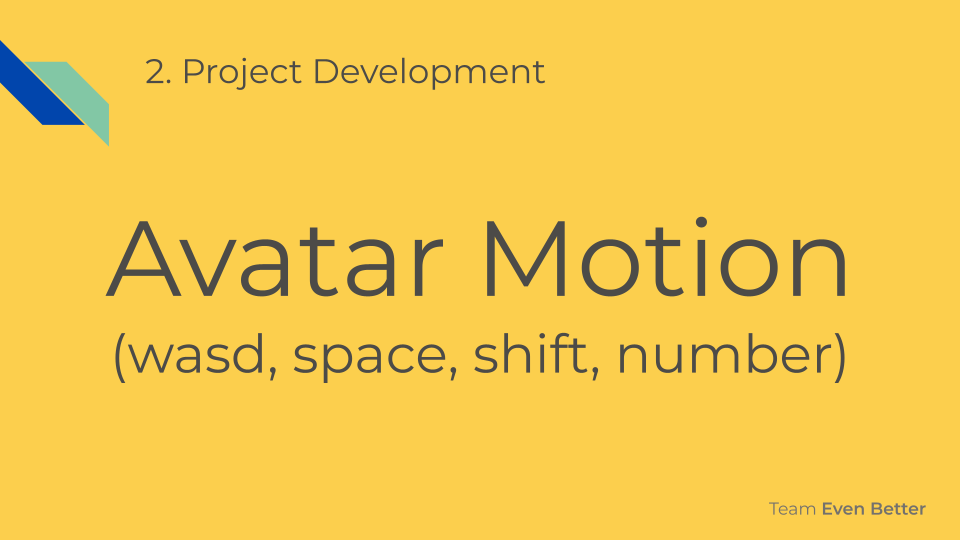 2. Project Development
Avatar Motion
(wasd, space, shift, number)
Team Even Better